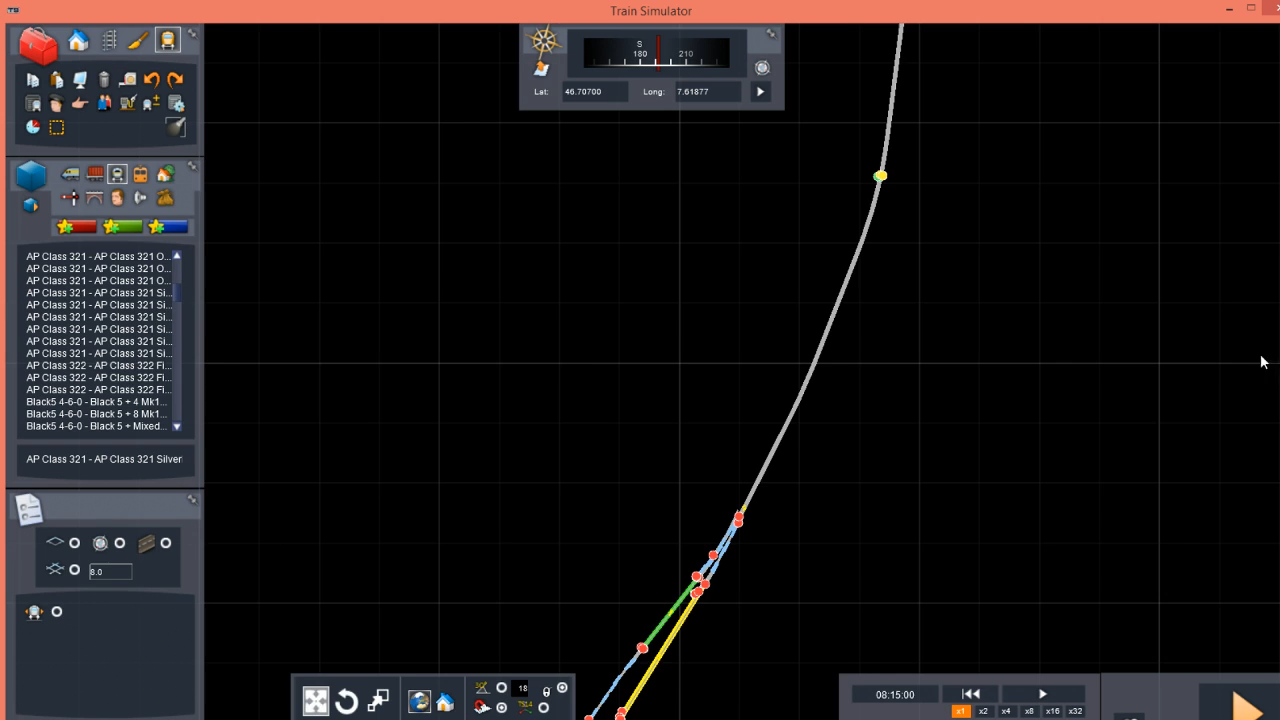 Train Simulator
S
180 210
Lat: 46.70700 Long: 7.61877
AP Class 321 - AP Class 321 O...
AP Class 321 - AP Class 321 O...
AP Class 321 - AP Class 321 O...
AP Class 321 - AP Class 321 Si...
AP Class 321 - AP Class 321 Si...
AP Class 321 - AP Class 321 Si...
AP Class 321 - AP Class 321 Si...
AP Class 321 - AP Class 321 Si...
AP Class 321 - AP Class 321 Si...
AP Class 322 - AP Class 322 Fi...
AP Class 322 - AP Class 322 Fi...
AP Class 322 - AP Class 322 Fi...
Black5 4-6-0 - Black 5 + 4 Mk1...
Black5 4-6-0 - Black 5 + 8 Mk1...
Black5 4-6-0 - Black 5 + Mixed...
AP Class 321 - AP Class 321 Silver
8.0
18
08:15:00
x1 x2 x4 x8 x16 x32